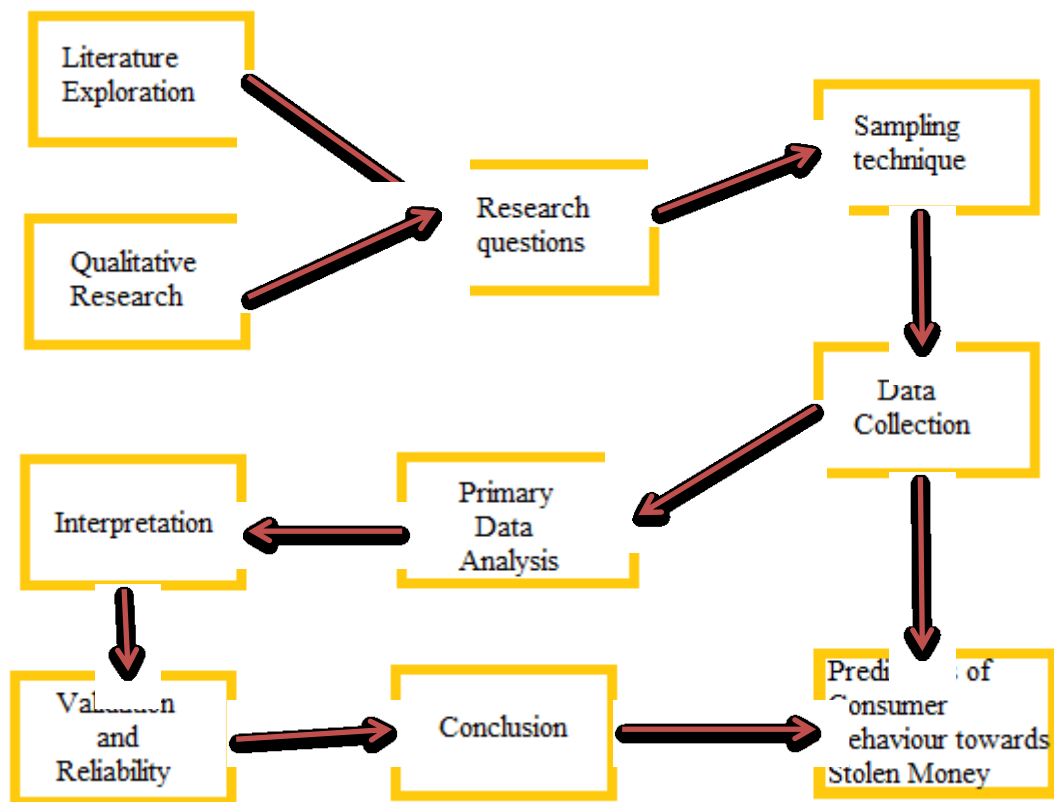 Literature
Exploration
Qualitative
Research
Research
questions
Sampling
technique
Data
Collection
Primary
Data
Analysis
Interpretation
and
Reliability
Conclusion
of
Consumer
behaviour towards
Stolen Money